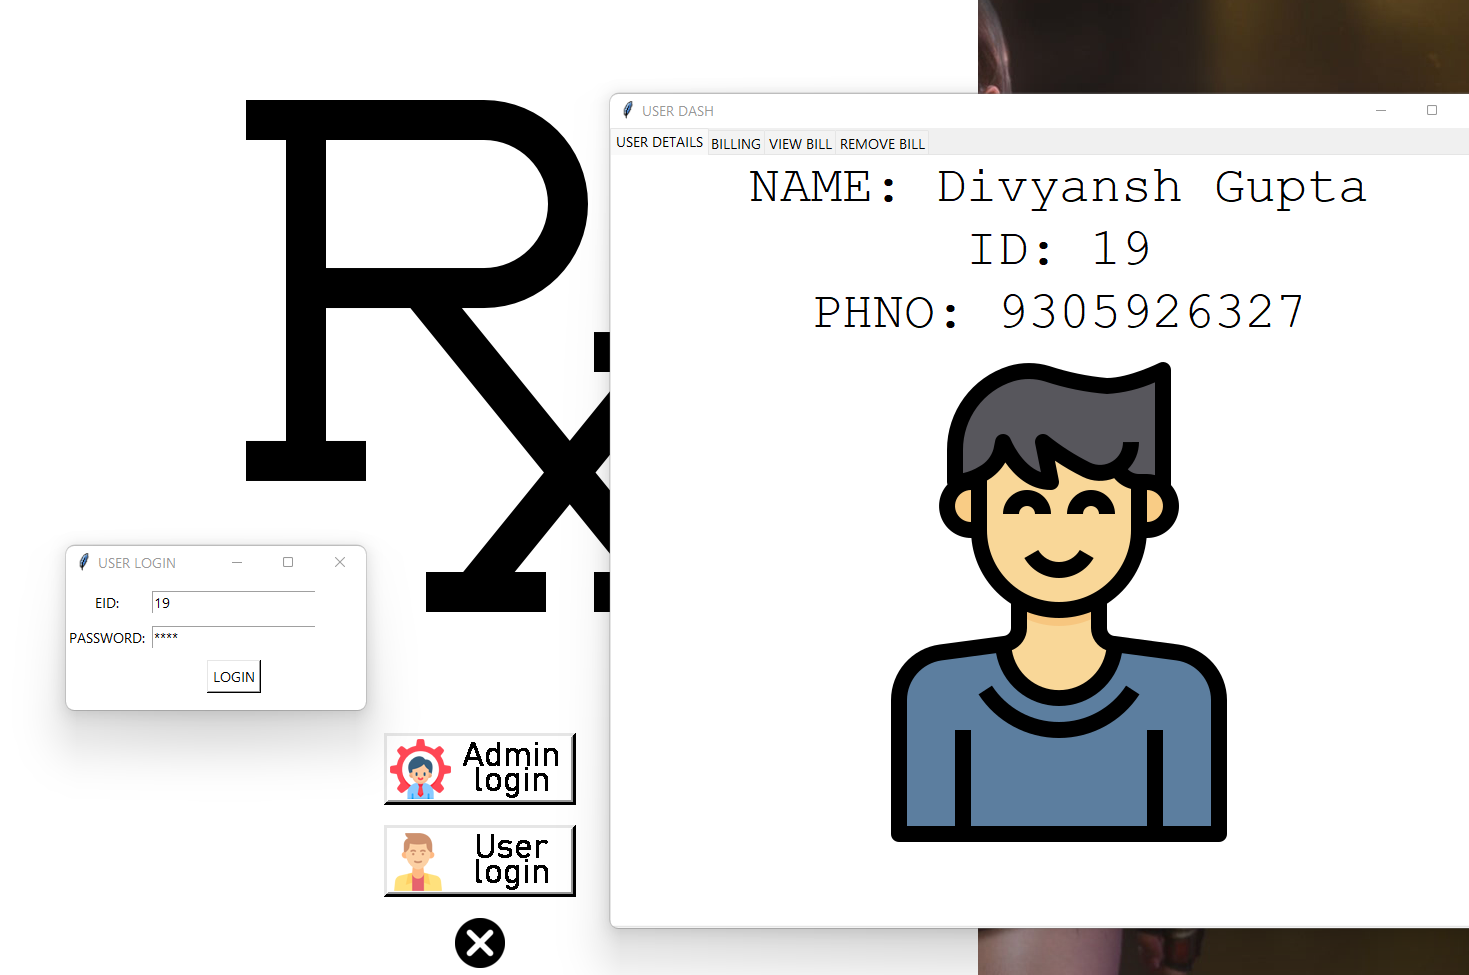 Rx
USER DASH
USER DETAILS BILLING VIEW BILL REMOVE BILL
NAME: Divyansh Gupta
ID: 19
PHNO: 9305926327
USER LOGIN
EID: 19
PASSWORD: ****
LOGIN
Admin
login
User
login